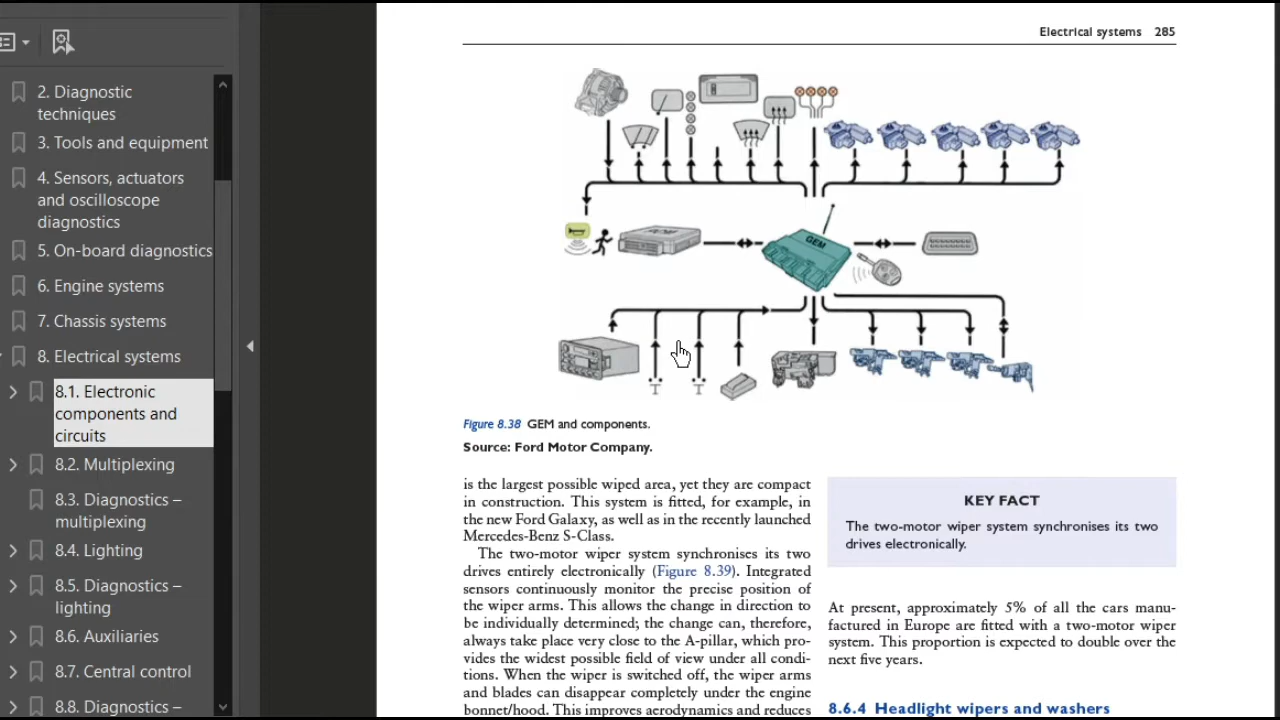 2. Diagnostic
techniques
3. Tools and equipment
4. Sensors, actuators
and oscilloscope
diagnostics
5. On-board diagnostics
6. Engine systems
7. Chassis systems
8. Electrical systems
8.1. Electronic
components and
circuits
8.2. Multiplexing
8.3. Diagnostics –
multiplexing
8.4. Lighting
8.5. Diagnostics –
lighting
8.6. Auxiliaries
8.7. Central control
8.8. Diagnostics –
Electrical systems 285
GEM
Figure 8.38 GEM and components.
Source: Ford Motor Company.
is the largest possible wiped area, yet they are compact
in construction. This system is fitted, for example, in
the new Ford Galaxy, as well as in the recently launched
Mercedes-Benz S-Class.
The two-motor wiper system synchronises its two
drives entirely electronically (Figure 8.39). Integrated
sensors continuously monitor the precise position of
the wiper arms. This allows the change in direction to
be individually determined; the change can, therefore,
always take place very close to the A-pillar, which pro-
vides the widest possible field of view under all condi-
tions. When the wiper is switched off, the wiper arms
and blades can disappear completely under the engine
bonnet/hood. This improves aerodynamics and reduces
KEY FACT
The two-motor wiper system synchronises its two
drives electronically.
At present, approximately 5% of all the cars manu-
factured in Europe are fitted with a two-motor wiper
system. This proportion is expected to double over the
next five years.
8.6.4 Headlight wipers and washers